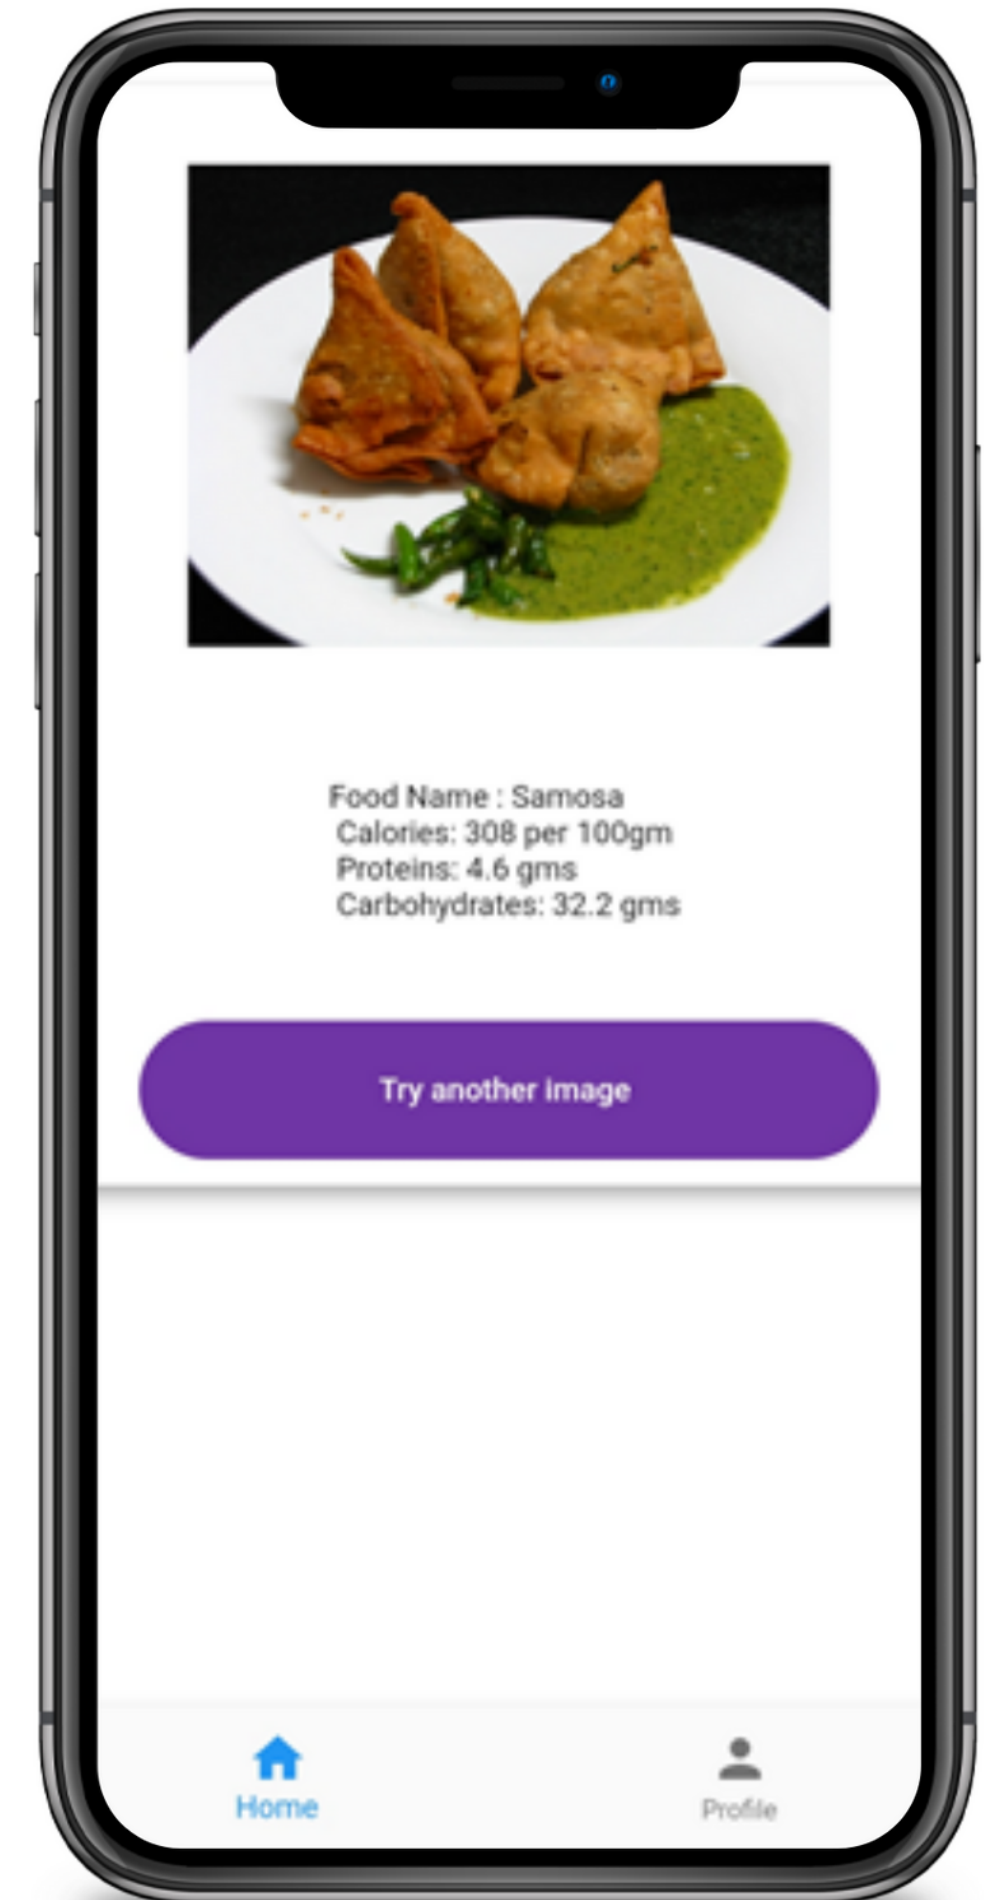 Food Name : Samosa
Calories: 308 per 100gm
Proteins: 4.6 gms
Carbohydrates: 32.2 gms
Try another image
Home
Profile